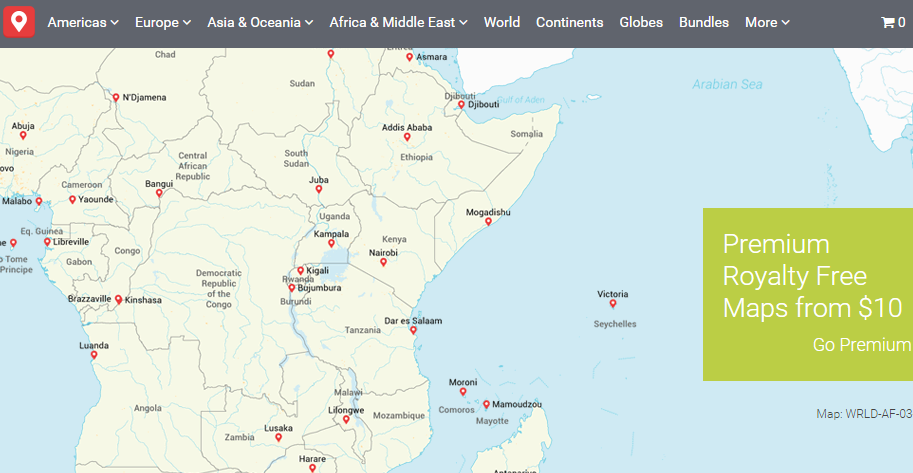 Americas
Europe
Asia & Oceania
Africa & Middle East
World
Continents
Globes
Bundles
More
0
Chad
Eritrea
Asmara
Arabian Sea
Sudan
N'Djamena
Djibouti
Gulf of Aden
Djibouti
Abuja
Addis Ababa
Somalia
Nigeria
Central
African
Republic
South
Sudan
Ethiopia
ovo
Cameroon
Bangui
Juba
Malabo
Yaounde
Mogadishu
Uganda
Eq. Guinea
Kampala
Kenya
Premium
Royalty Free
Maps from $10
Go Premium
Libreville
Congo
Nairobi
o Tome
Principe
Gabon
Democratic
Republic
of the
Congo
Kigali
Rwanda
Bujumbura
Burundi
Brazzaville
Kinshasa
Victoria
Seychelles
Dar es Salaam
Tanzania
Luanda
Moroni
Comoros
Mamoudzou
Mayotte
Malawi
Angola
Lilongwe
Mozambique
Map: WRLD-AF-03
Zambia
Lusaka
Harare